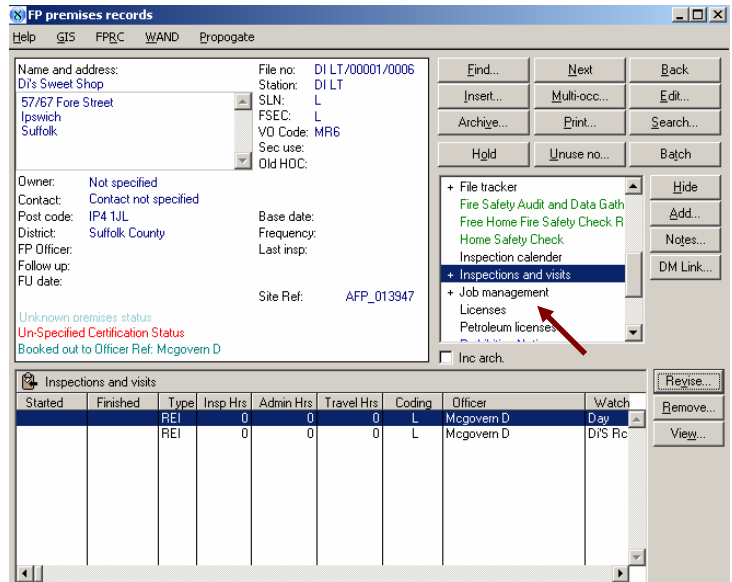 FP premises records
Help GIS FPRC WAND Propogate
Name and address:
Di's Sweet Shop
57/67 Fore Street
Ipswich
Suffolk
File no: DI LT/00001/0006
Station: DI LT
SLN: L
FSEC: L
VO Code: MR6
Sec use:
Old HOC:
Owner: Not specified
Contact: Contact not specified
Post code: IP4 1JL
District: Suffolk County
FP Officer:
Follow up:
FU date:
Base date:
Frequency:
Last insp:
Site Ref: AFP_013947
Unknown premises status
Un-Specified Certification Status
Booked out to Officer Ref: Mcgovern D
Find... Next Back
Insert... Multi-occ... Edit...
Archive... Print... Search...
Hold Unuse no... Batch
+ File tracker
Fire Safety Audit and Data Gath
Free Home Fire Safety Check R
Home Safety Check
Inspection calender
+ Inspections and visits
+ Job management
Licenses
Petroleum licenses
Hide
Add...
Notes...
DM Link...
Inc arch.
Inspections and visits
Started Finished Type Insp Hrs Admin Hrs Travel Hrs Coding Officer Watch
REI 0 0 0 L Mcgovern D Day
REI 0 0 0 L Mcgovern D Di'S Rc
Revise...
Remove...
View...